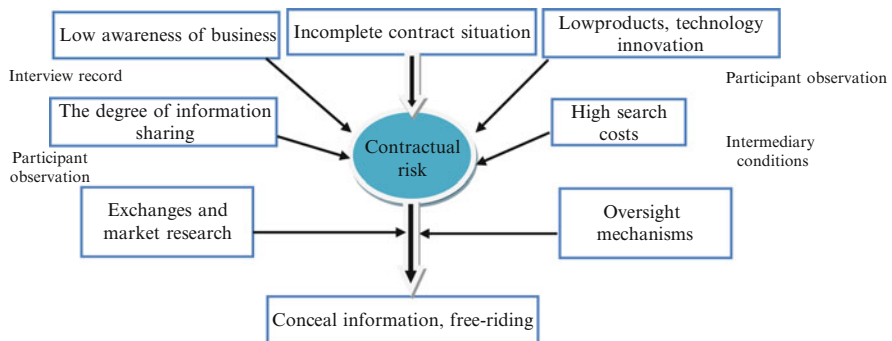 Low awareness of business
Incomplete contract situation
Lowproducts, technology
innovation
Interview record
Participant observation
The degree of information
sharing
High search
costs
Contractual
risk
Participant
observation
Intermediary
conditions
Exchanges and
market research
Oversight
mechanisms
Conceal information, free-riding